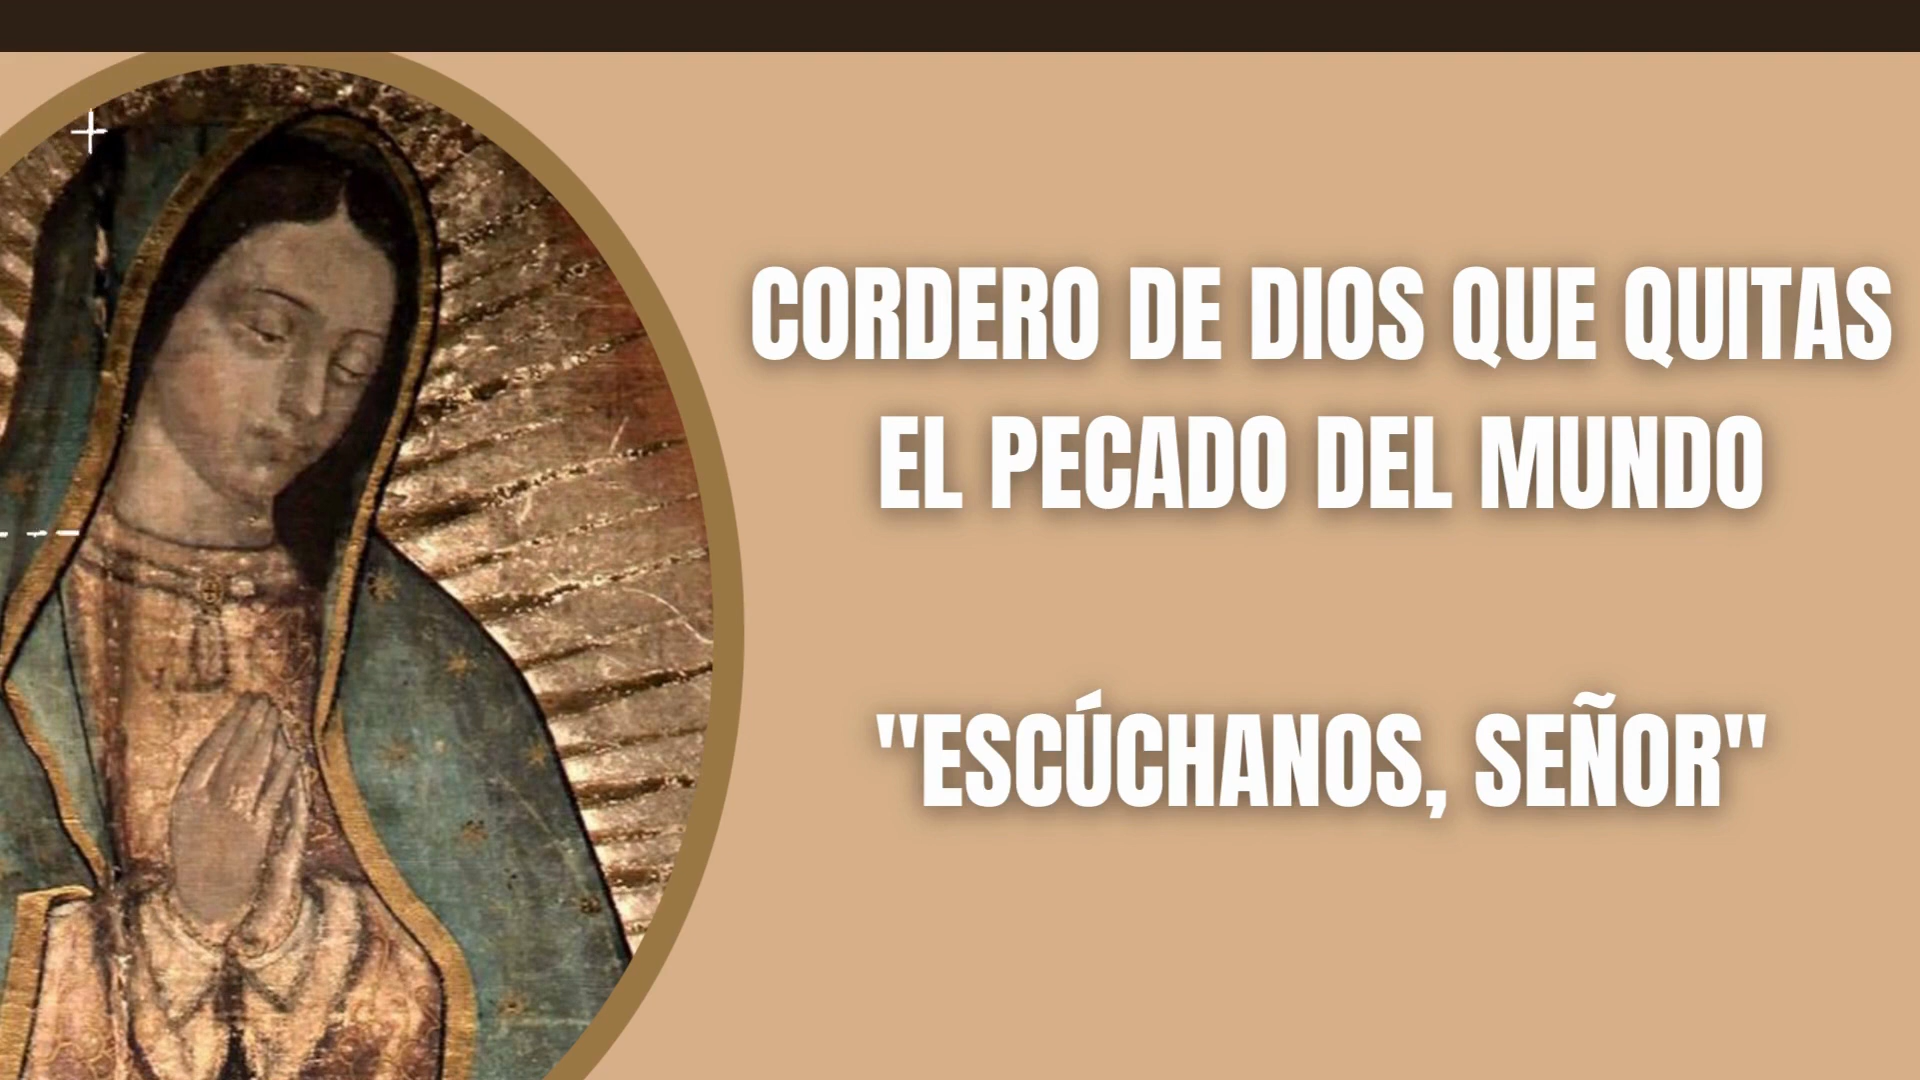 CORDERO DE DIOS QUE QUITAS
EL PECADO DEL MUNDO
"ESCÚCHANOS, SEÑOR"